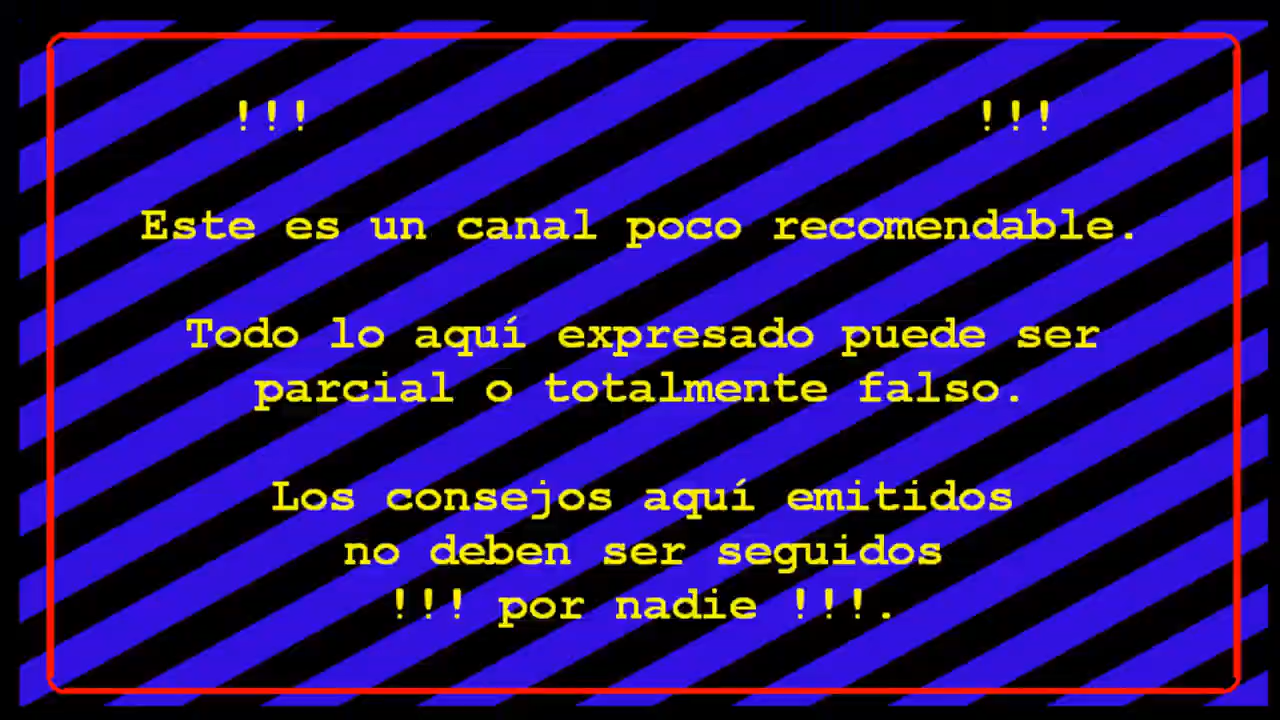 !!! !!!
Este es un canal poco recomendable.
Todo lo aquí expresado puede ser
parcial o totalmente falso.
Los consejos aquí emitidos
no deben ser seguidos
!!! por nadie !!!.